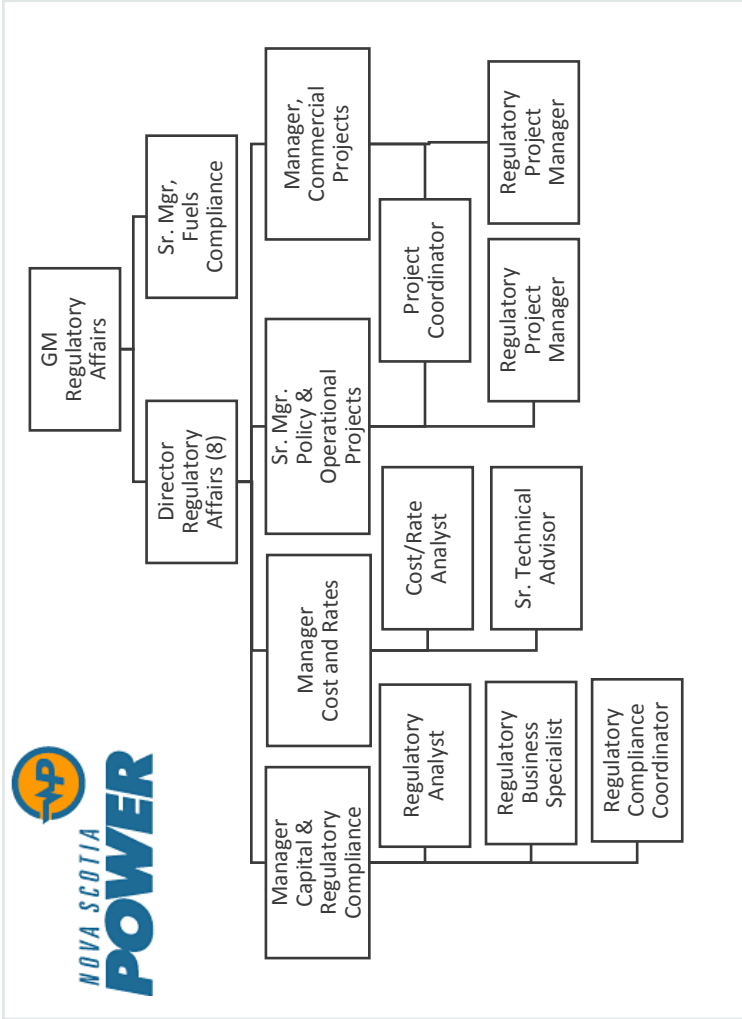 NOVA SCOTIA
POWER
GM
Regulatory
Affairs
Director
Regulatory
Affairs (8)
Sr. Mgr,
Fuels
Compliance
Manager
Capital &
Regulatory
Compliance
Manager
Cost and Rates
Sr. Mgr.
Policy &
Operational
Projects
Manager,
Commercial
Projects
Regulatory
Analyst
Cost/Rate
Analyst
Project
Coordinator
Regulatory
Business
Specialist
Sr. Technical
Advisor
Regulatory
Project
Manager
Regulatory
Project
Manager
Regulatory
Compliance
Coordinator